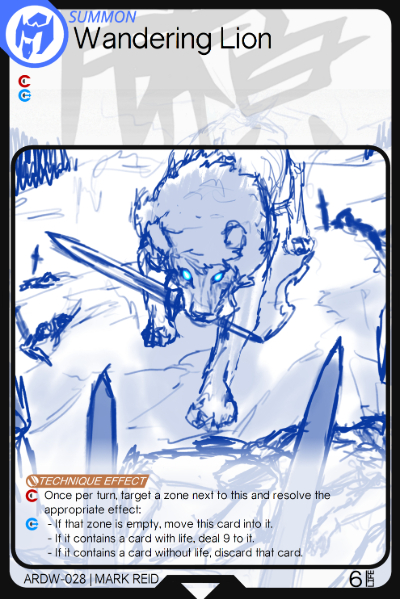 SUMMON
Wandering Lion
C
C
TECHNIQUE EFFECT
C Once per turn, target a zone next to this and resolve the
appropriate effect:
C - If that zone is empty, move this card into it.
- If it contains a card with life, deal 9 to it.
- If it contains a card without life, discard that card.
ARDW-028 | MARK REID
6 LIFE